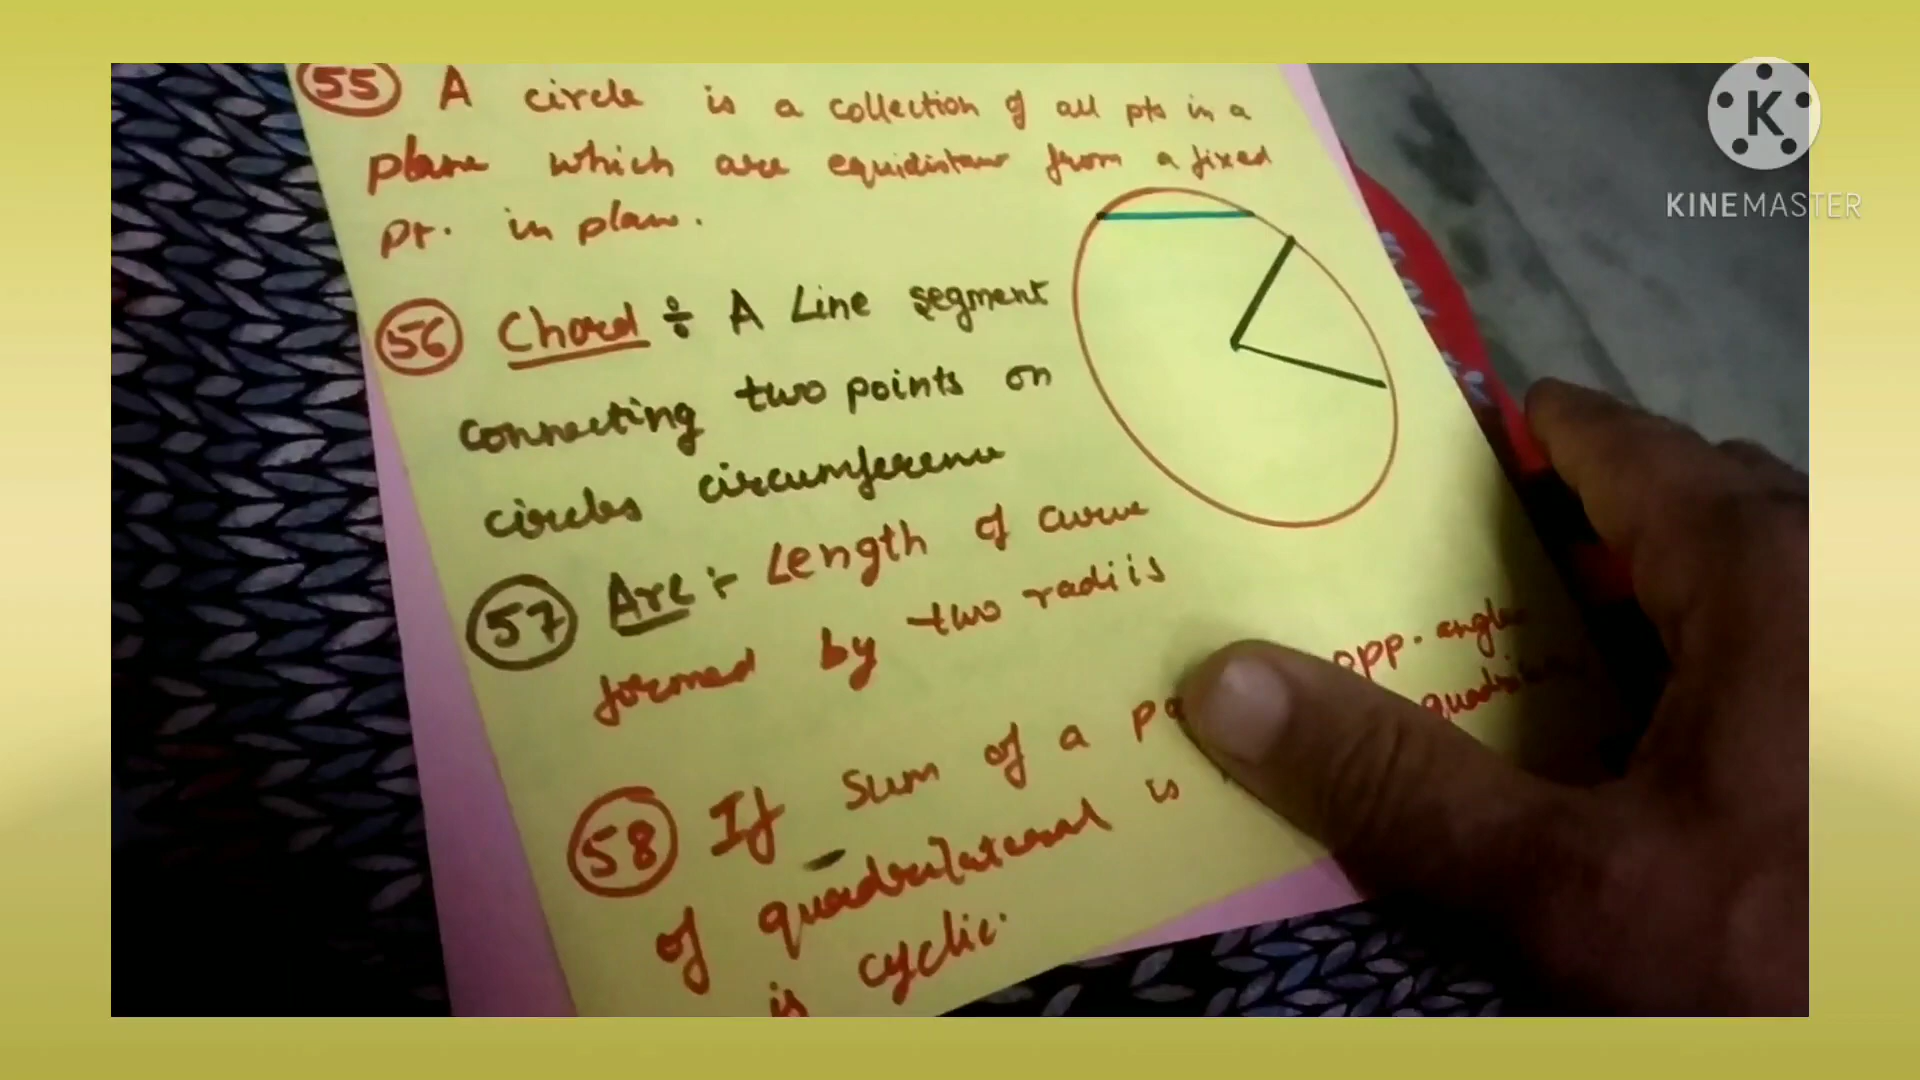 55 A circle is a collection of all pts in a
plane which are equidistant from a fixed
pt. in plane.
56 Chord ÷ A Line segment
connecting two points on
circles circumference
57 Arc :- Length of curve
formed by two radiis
58 If sum of a opp. angles
of quadrilateral is
is cyclic.
K
KINEMASTER